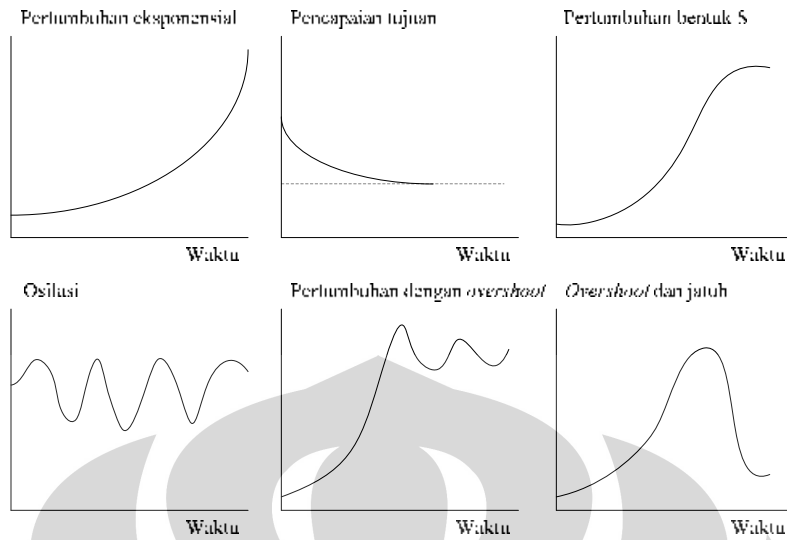 Pertumbuhan eksponensial
Pencapaian tujuan
Pertumbuhan bentuk S
Waktu
Waktu
Waktu
Osilasi
Pertumbuhan dengan overshoot
Overshoot dan jatuh
Waktu
Waktu
Waktu